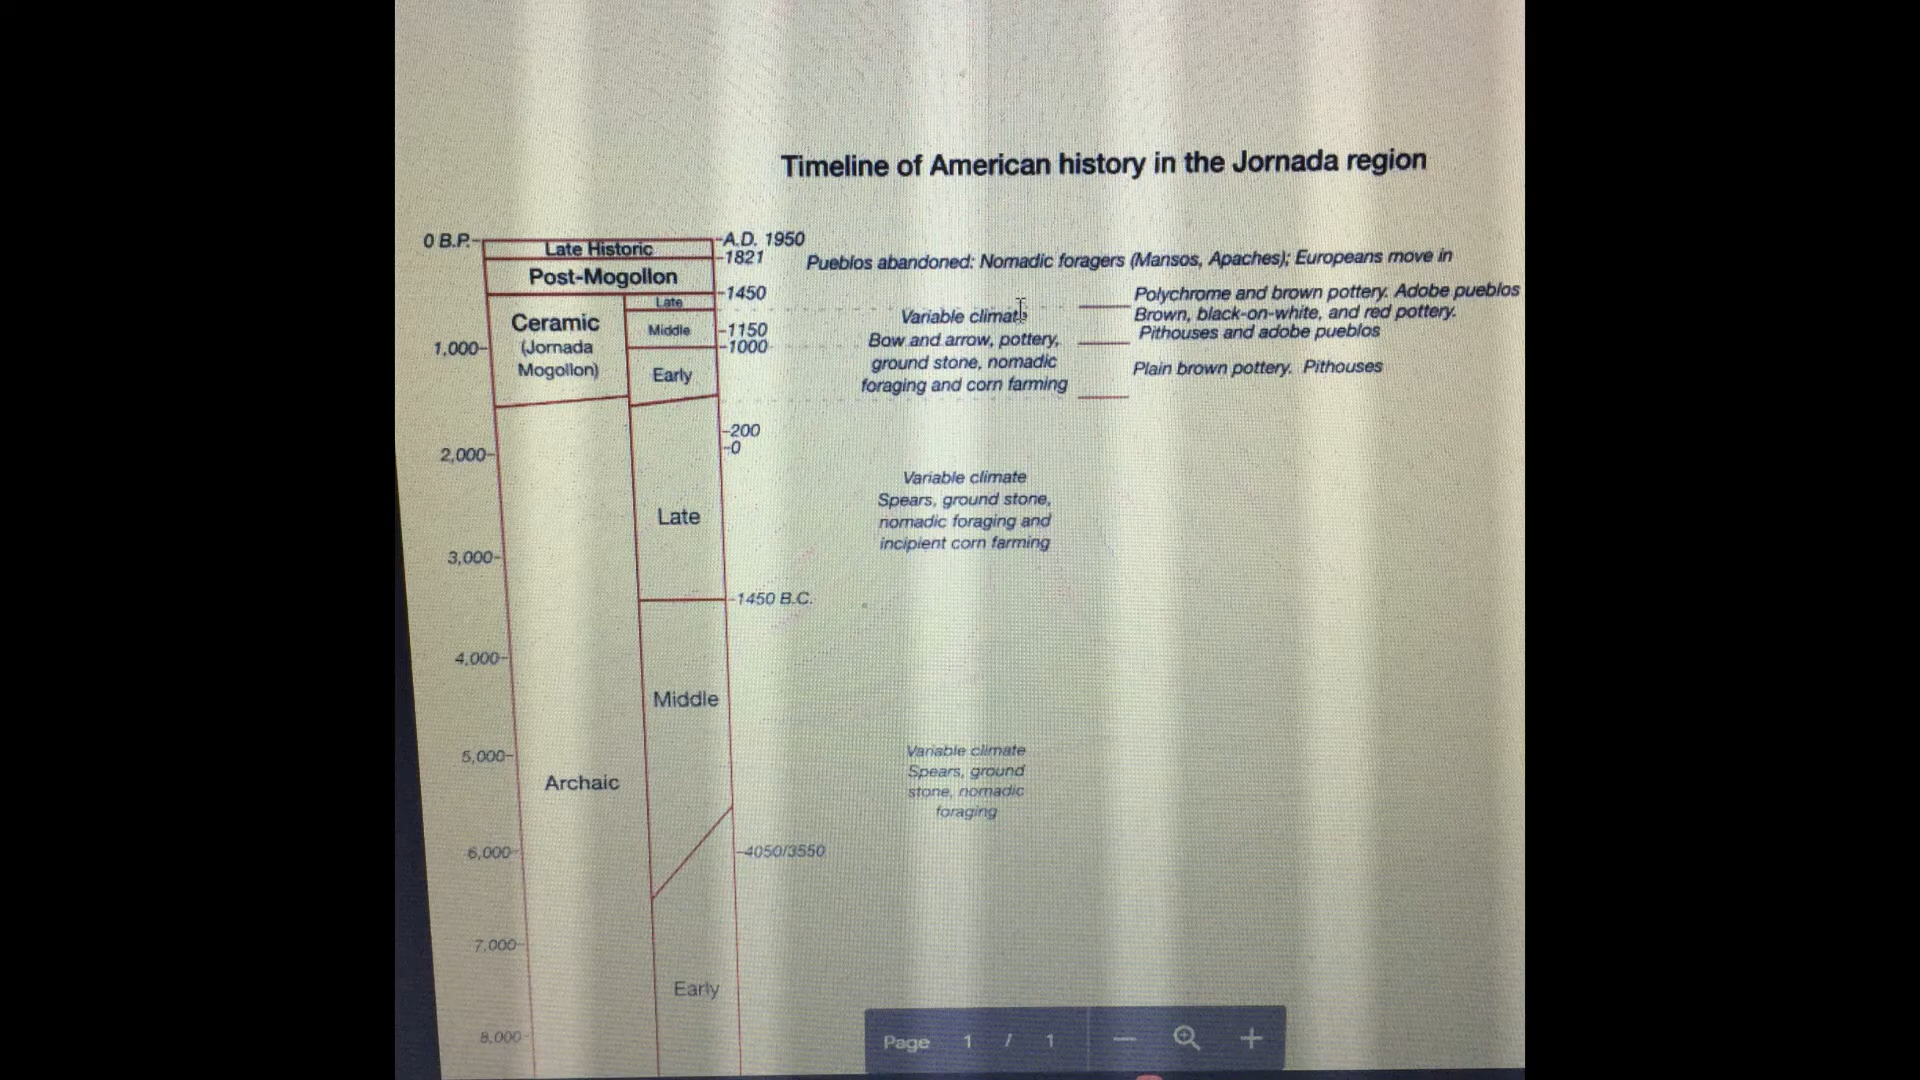 Timeline of American history in the Jornada region
0 B.P.
Late Historic
A.D. 1950
1821
Post-Mogollon
Pueblos abandoned: Nomadic foragers (Mansos, Apaches); Europeans move in
1450
Late
Ceramic
(Jornada
Mogollon)
Middle
1150
1000
1,000
Early
Variable climate
Bow and arrow, pottery,
ground stone, nomadic
foraging and corn farming
Polychrome and brown pottery. Adobe pueblos
Brown, black-on-white, and red pottery.
Pithouses and adobe pueblos
Plain brown pottery. Pithouses
200
0
2,000
Late
Variable climate
Spears, ground stone,
nomadic foraging and
incipient corn farming
3,000
1450 B.C.
4,000
Middle
5,000
Archaic
Variable climate
Spears, ground
stone, nomadic
foraging
6,000
4050/3550
7,000
Early
8,000
Page 1 / 1